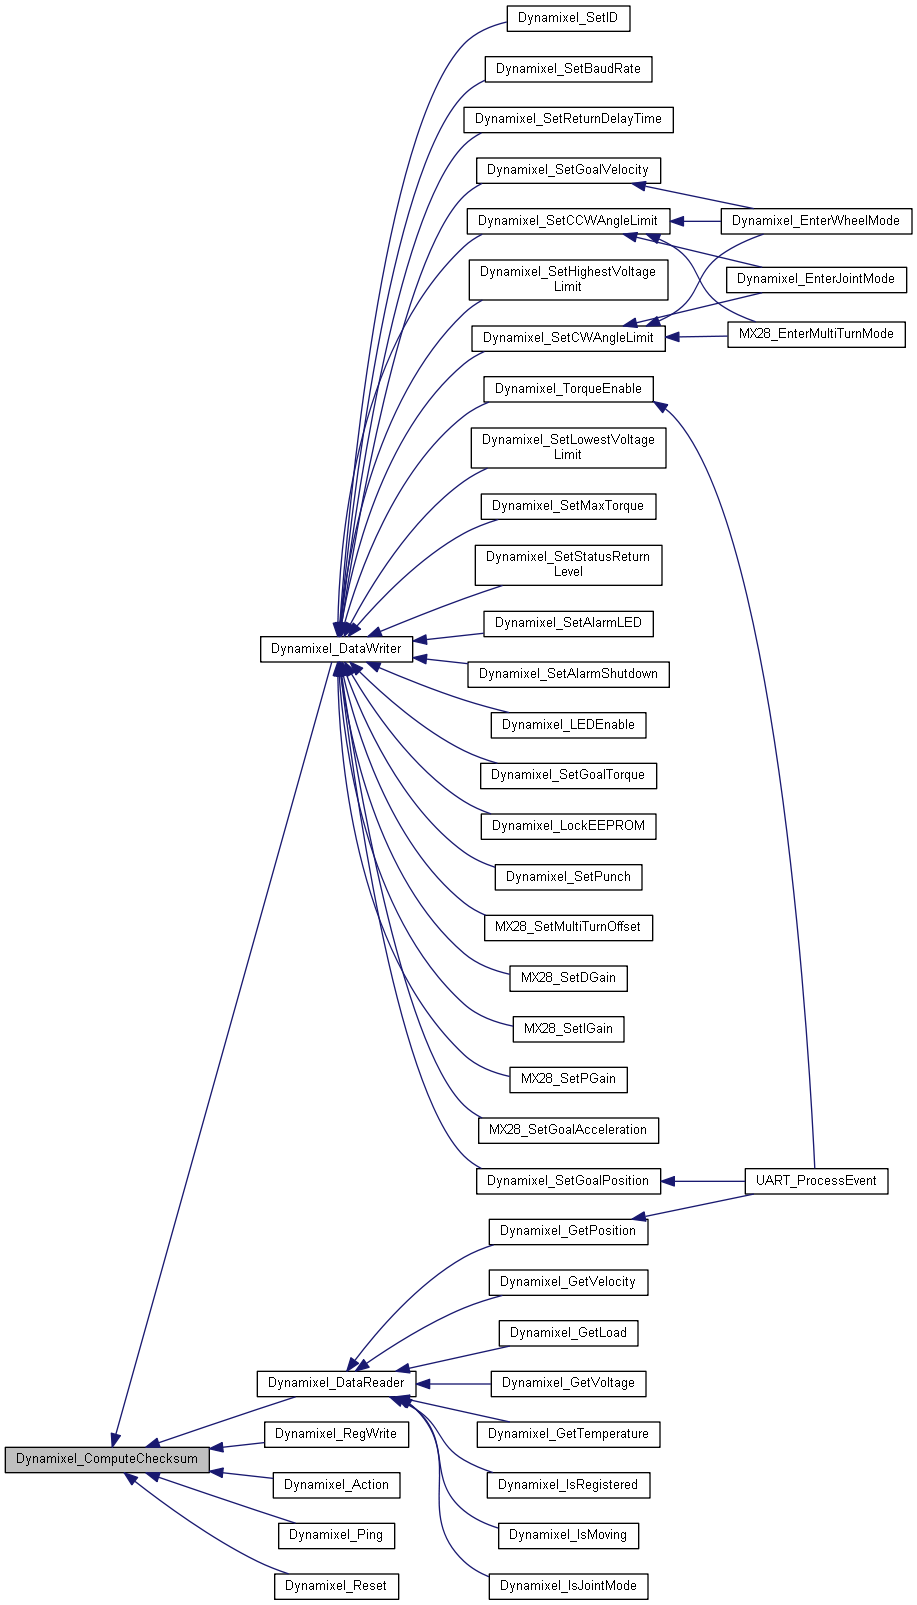 Dynamixel_SetID
Dynamixel_SetBaudRate
Dynamixel_SetReturnDelayTime
Dynamixel_SetGoalVelocity
Dynamixel_SetCCWAngleLimit
Dynamixel_EnterWheelMode
Dynamixel_SetHighestVoltage
Limit
Dynamixel_EnterJointMode
Dynamixel_SetCWAngleLimit
MX28_EnterMultiTurnMode
Dynamixel_TorqueEnable
Dynamixel_SetLowestVoltage
Limit
Dynamixel_SetMaxTorque
Dynamixel_SetStatusReturn
Level
Dynamixel_SetAlarmLED
Dynamixel_DataWriter
Dynamixel_SetAlarmShutdown
Dynamixel_LEDEnable
Dynamixel_SetGoalTorque
Dynamixel_LockEEPROM
Dynamixel_SetPunch
MX28_SetMultiTurnOffset
MX28_SetDGain
MX28_SetIGain
MX28_SetPGain
MX28_SetGoalAcceleration
Dynamixel_SetGoalPosition
UART_ProcessEvent
Dynamixel_GetPosition
Dynamixel_GetVelocity
Dynamixel_GetLoad
Dynamixel_DataReader
Dynamixel_GetVoltage
Dynamixel_RegWrite
Dynamixel_GetTemperature
Dynamixel_ComputeChecksum
Dynamixel_Action
Dynamixel_IsRegistered
Dynamixel_Ping
Dynamixel_IsMoving
Dynamixel_Reset
Dynamixel_IsJointMode